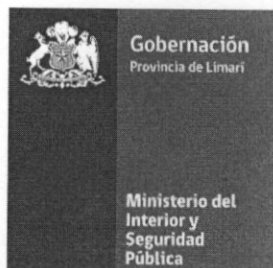 Gobernación
Provincia de Limarí
Ministerio del
Interior y
Seguridad
Pública